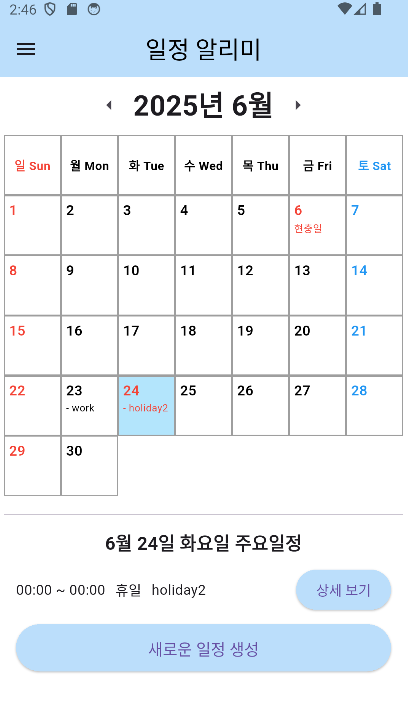 2:46
일정 알리미
2025년 6월
일 Sun 월 Mon 화 Tue 수 Wed 목 Thu 금 Fri 토 Sat
1 2 3 4 5 6 7
현충일
8 9 10 11 12 13 14
15 16 17 18 19 20 21
22 23 24 25 26 27 28
- work - holiday2
29 30
6월 24일 화요일 주요일정
00:00 ~ 00:00 휴일 holiday2 상세 보기
새로운 일정 생성